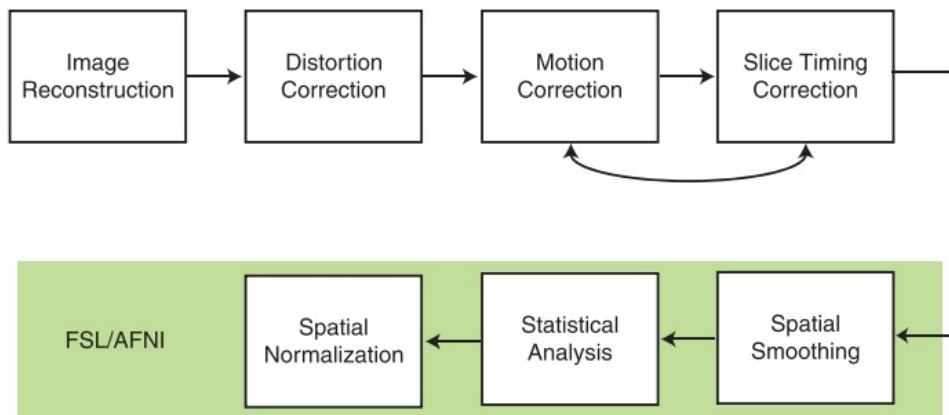 Image
Reconstruction
Distortion
Correction
Motion
Correction
Slice Timing
Correction
FSL/AFNI
Spatial
Normalization
Statistical
Analysis
Spatial
Smoothing